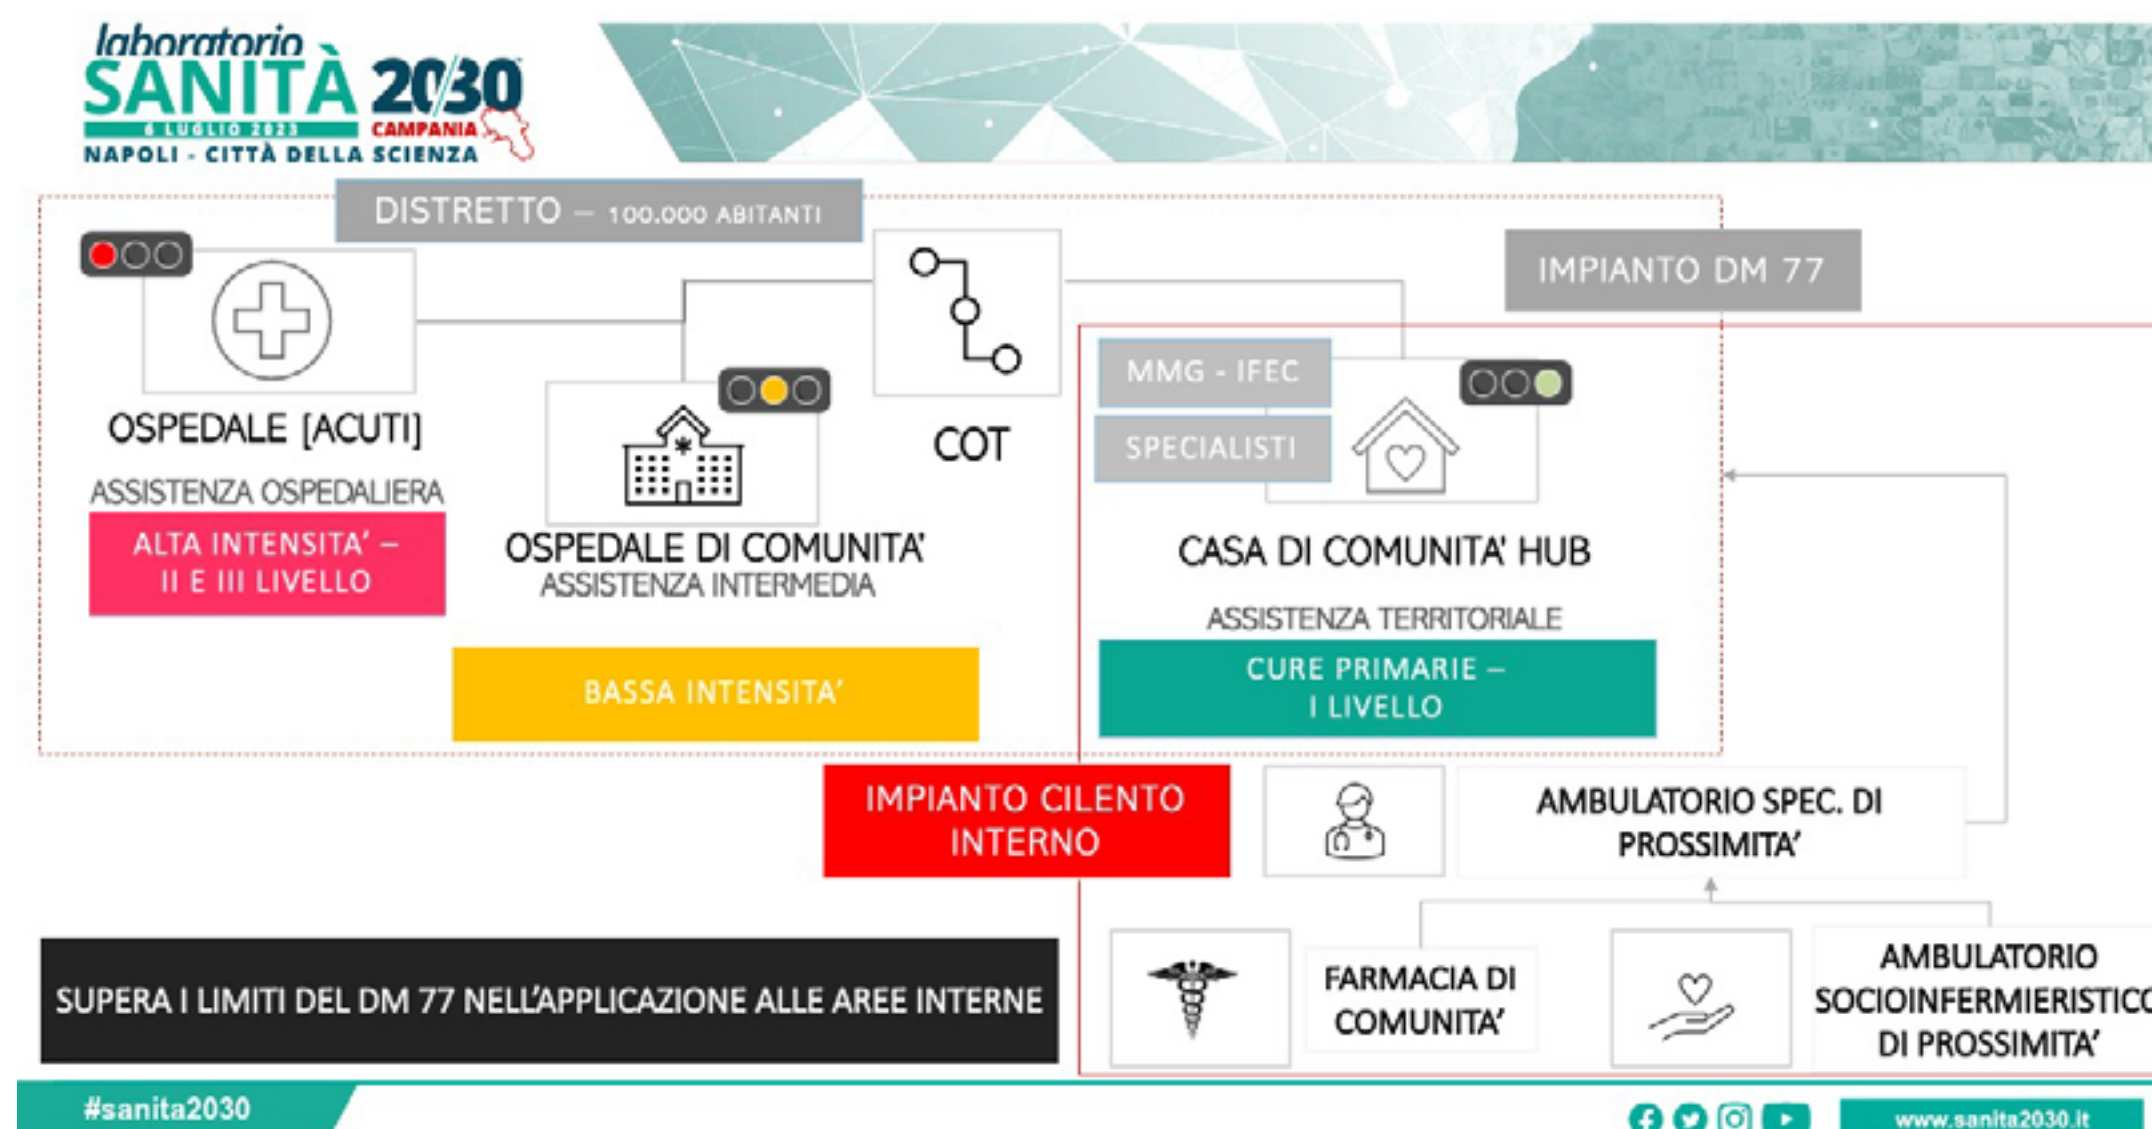 laboratorio
SANITÀ 20/30
6 LUGLIO 2023 CAMPANIA
NAPOLI - CITTÀ DELLA SCIENZA
DISTRETTO – 100.000 ABITANTI
IMPIANTO DM 77
OSPEDALE [ACUTI]
ASSISTENZA OSPEDALIERA
ALTA INTENSITA' –
II E III LIVELLO
OSPEDALE DI COMUNITA'
ASSISTENZA INTERMEDIA
BASSA INTENSITA'
COT
MMG - IFEC
SPECIALISTI
CASA DI COMUNITA' HUB
ASSISTENZA TERRITORIALE
CURE PRIMARIE –
I LIVELLO
IMPIANTO CILENTO
INTERNO
AMBULATORIO SPEC. DI
PROSSIMITA'
FARMACIA DI
COMUNITA'
AMBULATORIO
SOCIOINFERMIERISTICO
DI PROSSIMITA'
SUPERA I LIMITI DEL DM 77 NELL'APPLICAZIONE ALLE AREE INTERNE
#sanita2030
www.sanita2030.it